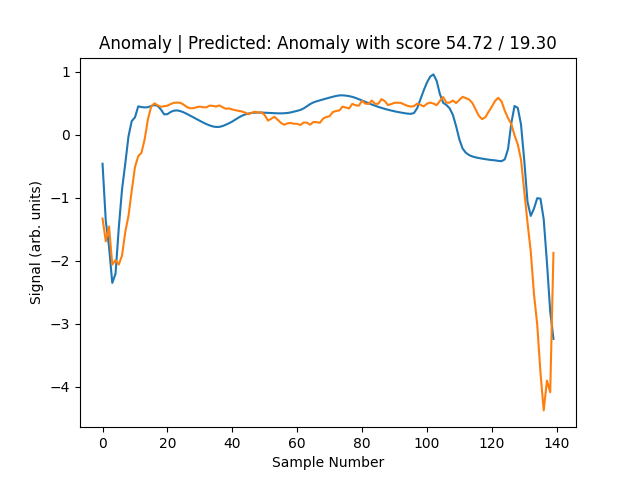 Anomaly | Predicted: Anomaly with score 54.72 / 19.30
1
0
−1
−2
−3
−4
Signal (arb. units)
0 20 40 60 80 100 120 140
Sample Number